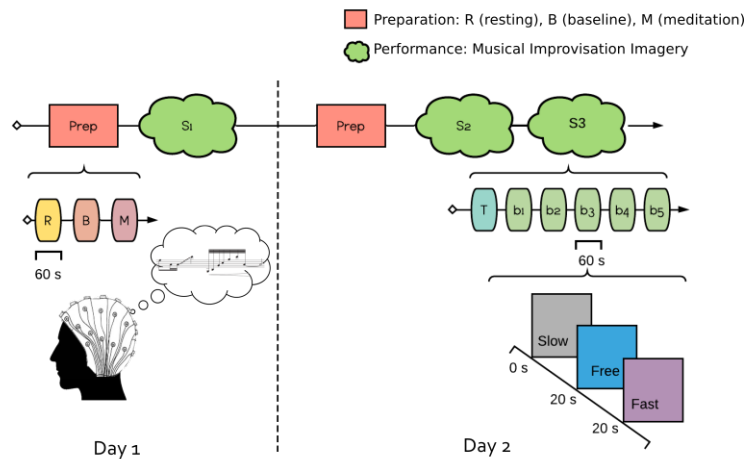 Preparation: R (resting), B (baseline), M (meditation)
Performance: Musical Improvisation Imagery
Prep
S1
Prep
S2
S3
R
B
M
60 s
T
b1
b2
b3
b4
b5
60 s
Slow
Free
Fast
0 s
20 s
20 s
Day 1
Day 2